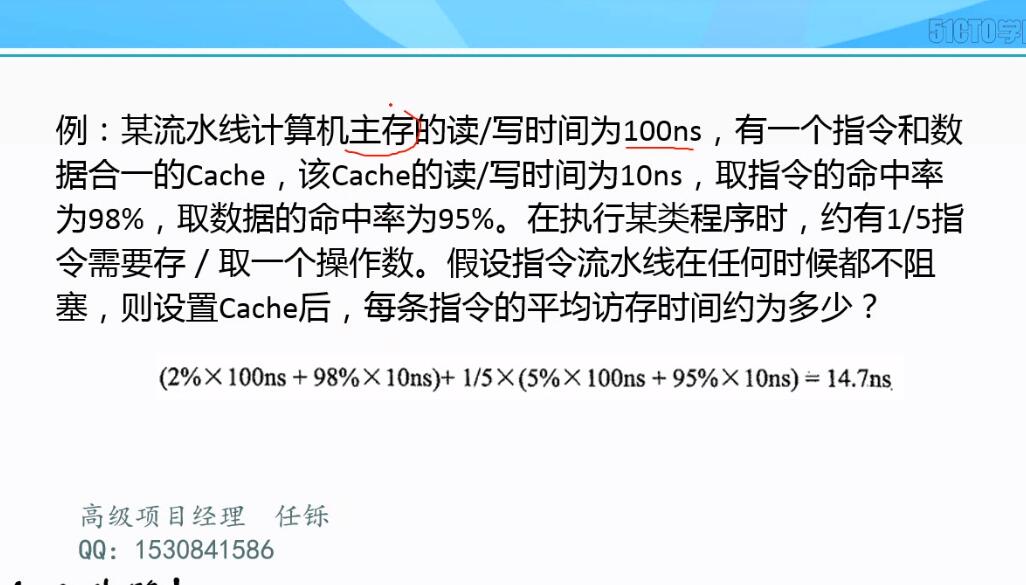 51CTO学
例：某流水线计算机主存的读/写时间为100ns，有一个指令和数
据合一的Cache，该Cache的读/写时间为10ns，取指令的命中率
为98%，取数据的命中率为95%。在执行某类程序时，约有1/5指
令需要存／取一个操作数。假设指令流水线在任何时候都不阻
塞，则设置Cache后，每条指令的平均访存时间约为多少？
(2%×100ns + 98%×10ns)+ 1/5×(5%×100ns + 95%×10ns) = 14.7ns
高级项目经理 任铄
QQ：1530841586